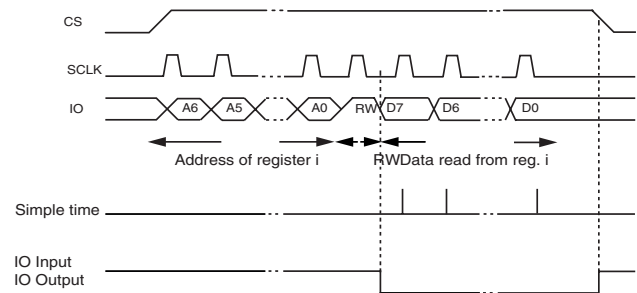 CS
SCLK
IO A6 A5 A0 RW D7 D6 D0
Address of register i RWData read from reg. i
Simple time
IO Input
IO Output